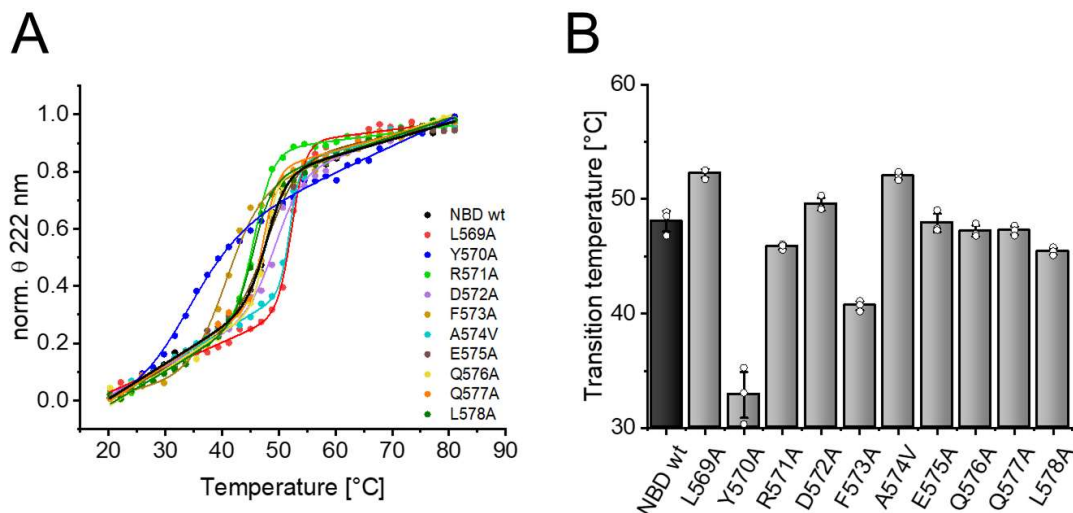 A
norm. θ 222 nm
1.0
0.8
0.6
0.4
0.2
0.0
20 30 40 50 60 70 80 90
Temperature [°C]
NBD wt
L569A
Y570A
R571A
D572A
F573A
A574V
E575A
Q576A
Q577A
L578A
B
Transition temperature [°C]
60
50
40
30
NBD wt
L569A
Y570A
R571A
D572A
F573A
A574V
E575A
Q576A
Q577A
L578A